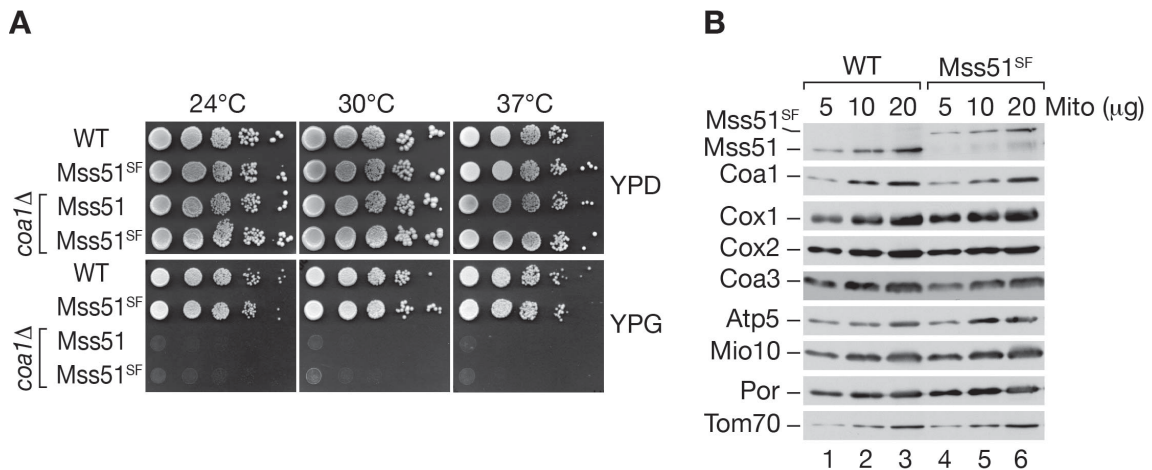 A
24°C 30°C 37°C
WT
Mss51SF
Mss51
Mss51SF
coa1Δ
YPD
WT
Mss51SF
Mss51
Mss51SF
coa1Δ
YPG
B
WT Mss51SF
5 10 20 5 10 20 Mito (μg)
Mss51SF
Mss51
Coa1
Cox1
Cox2
Coa3
Atp5
Mio10
Por
Tom70
1 2 3 4 5 6